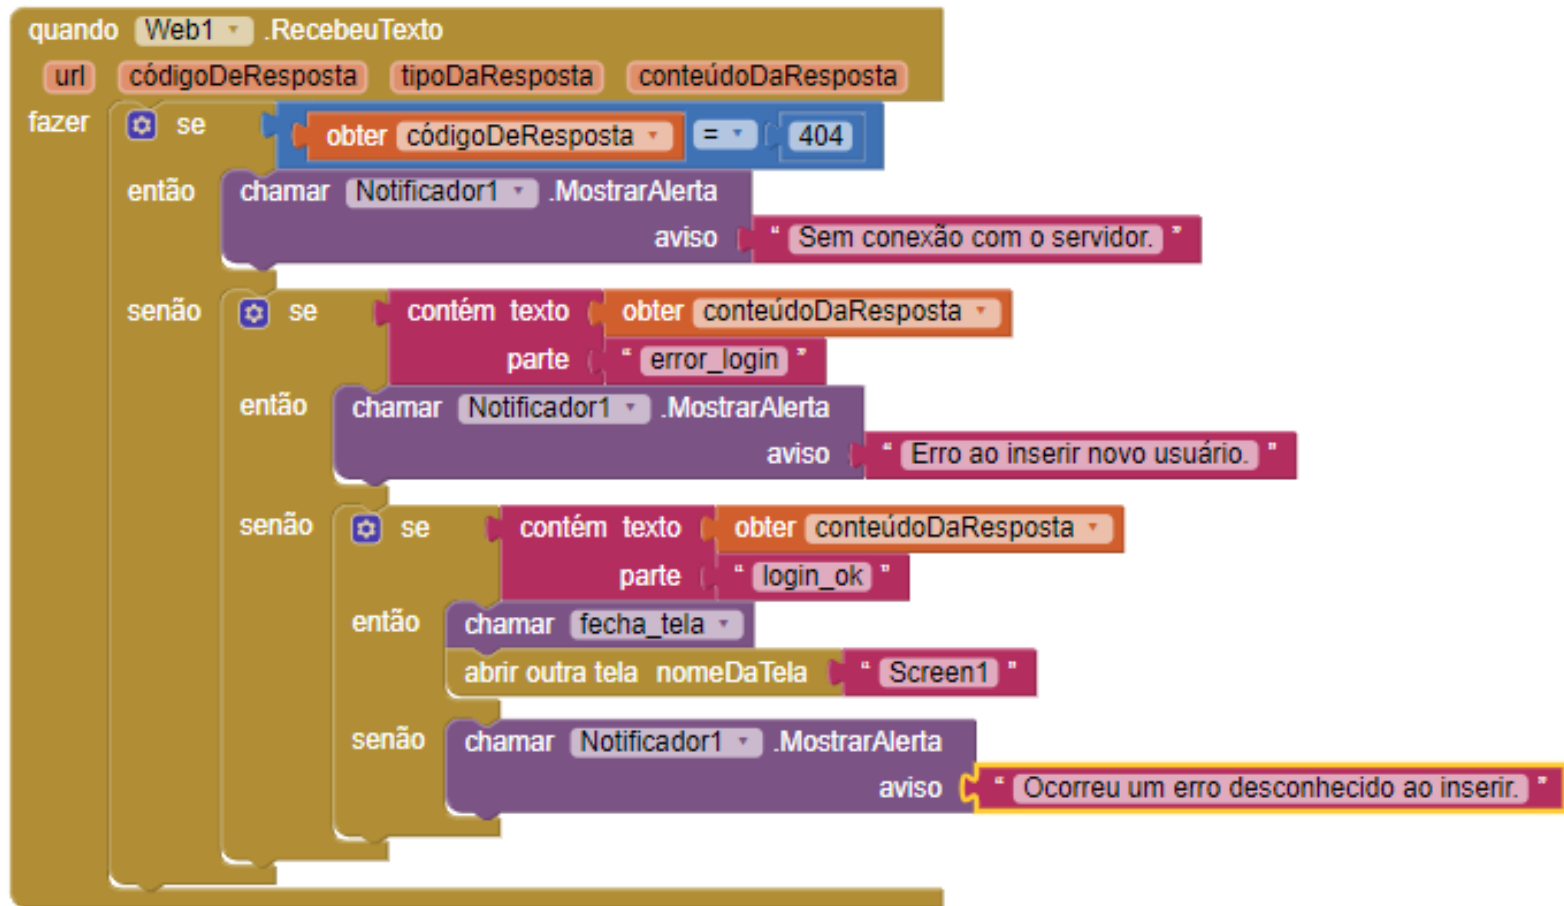 quando Web1 .RecebeuTexto
url códigoDeResposta tipoDaResposta conteúdoDaResposta
fazer se obter códigoDeResposta = 404
então chamar Notificador1 .MostrarAlerta
aviso “ Sem conexão com o servidor. ”
senão se contém texto obter conteúdoDaResposta
parte “ error_login ”
então chamar Notificador1 .MostrarAlerta
aviso “ Erro ao inserir novo usuário. ”
senão se contém texto obter conteúdoDaResposta
parte “ login_ok ”
então chamar fecha_tela
abrir outra tela nomeDaTela “ Screen1 ”
senão chamar Notificador1 .MostrarAlerta
aviso “ Ocorreu um erro desconhecido ao inserir. ”